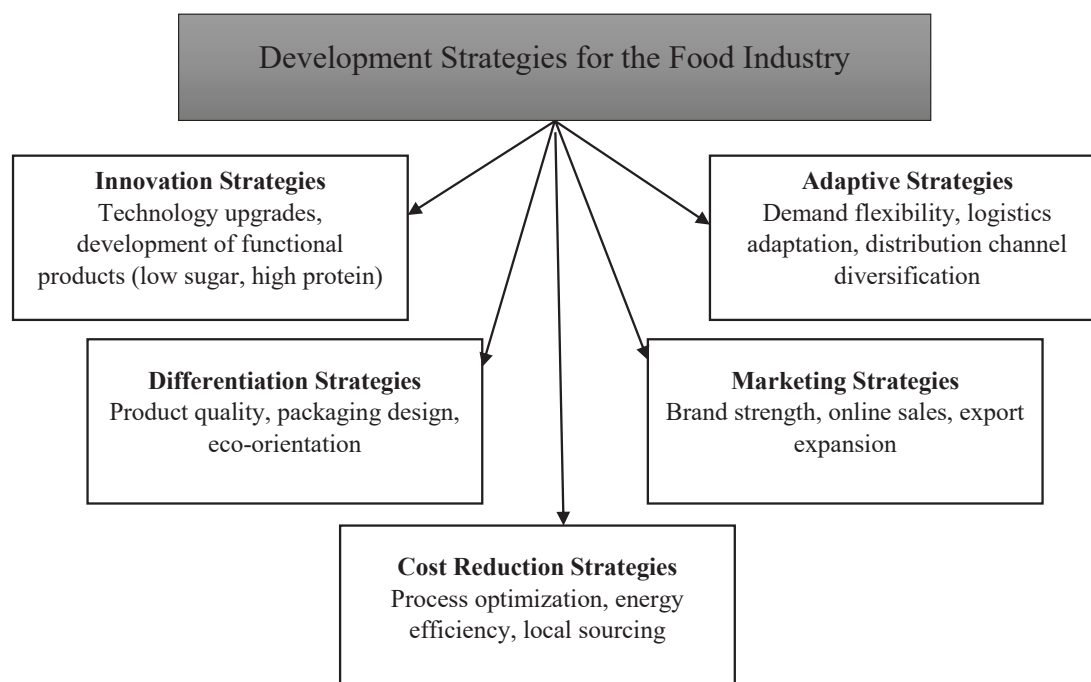 Development Strategies for the Food Industry
Innovation Strategies
Technology upgrades,
development of functional
products (low sugar, high protein)
Adaptive Strategies
Demand flexibility, logistics
adaptation, distribution channel
diversification
Differentiation Strategies
Product quality, packaging design,
eco-orientation
Marketing Strategies
Brand strength, online sales, export
expansion
Cost Reduction Strategies
Process optimization, energy
efficiency, local sourcing